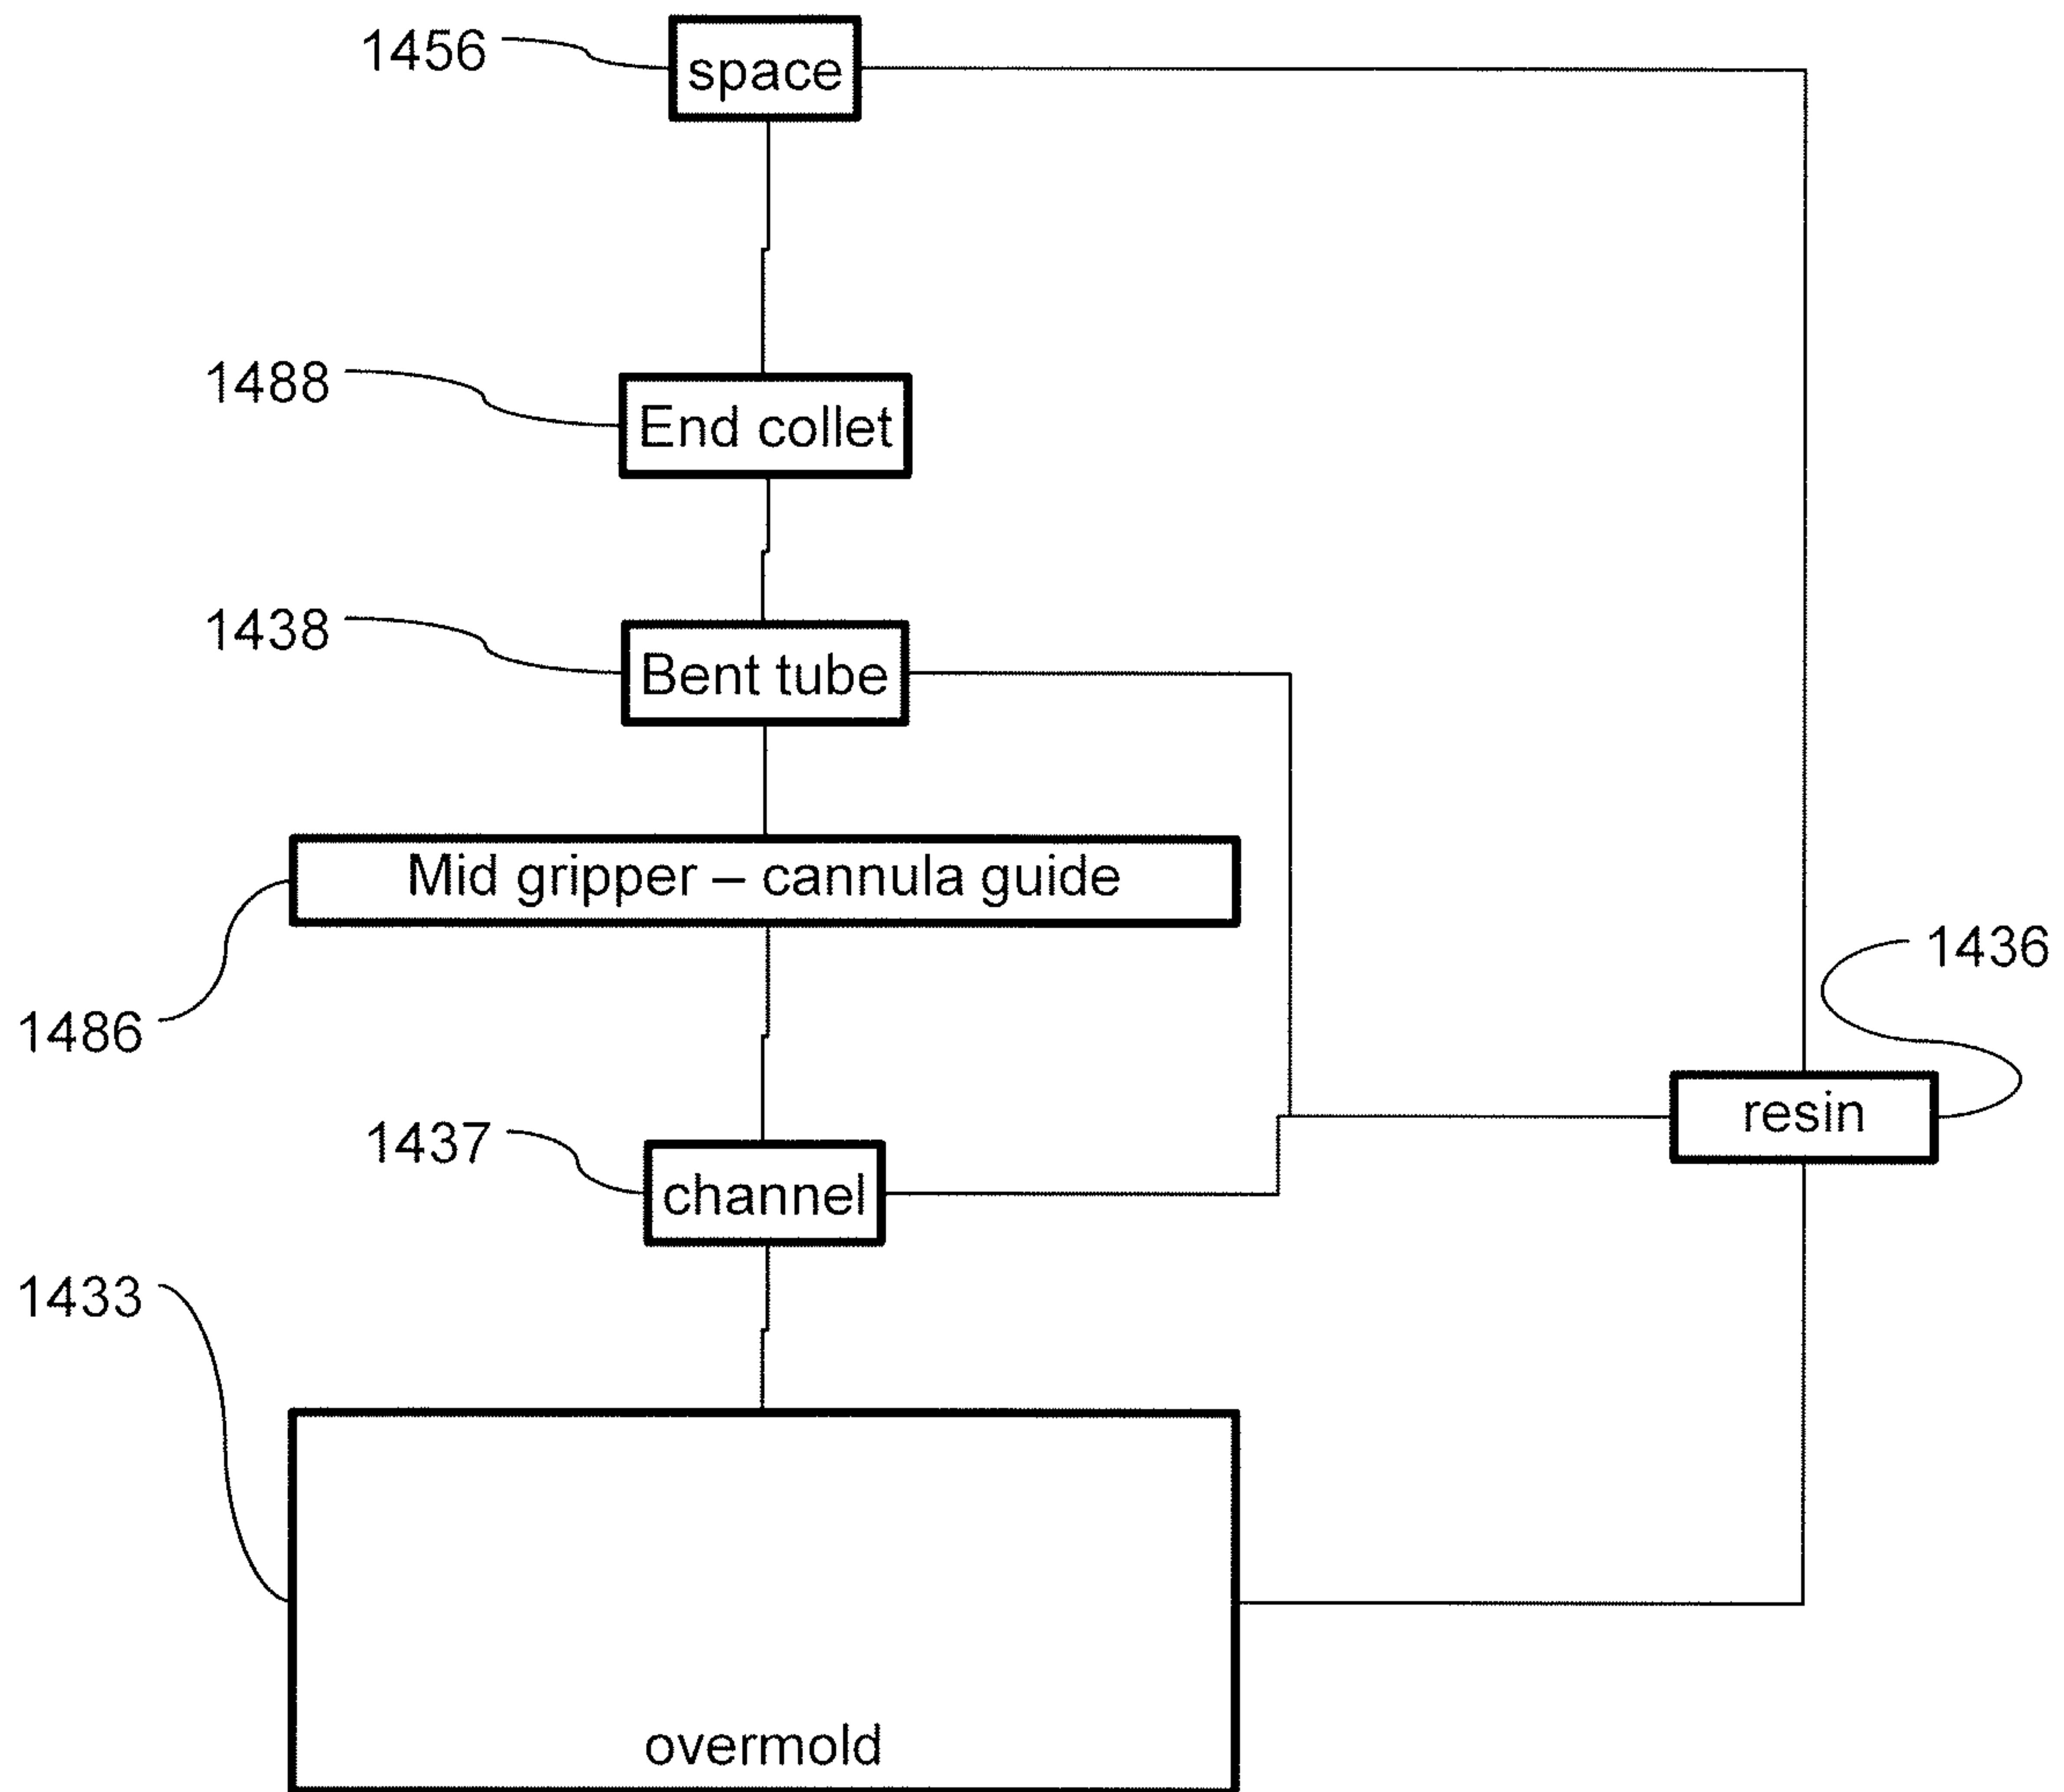 1456
space
1488
End collet
1438
Bent tube
Mid gripper – cannula guide
1486
1436
resin
1437
channel
1433
overmold